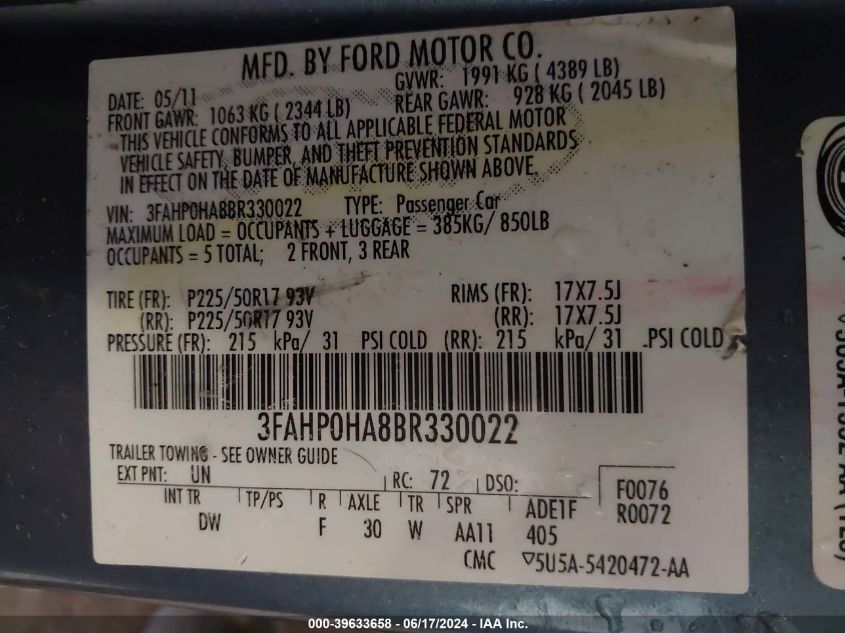 MFD. BY FORD MOTOR CO.
DATE: 05/11 GVWR: 1991 KG ( 4389 LB)
FRONT GAWR: 1063 KG ( 2344 LB) REAR GAWR: 928 KG ( 2045 LB)
THIS VEHICLE CONFORMS TO ALL APPLICABLE FEDERAL MOTOR
VEHICLE SAFETY, BUMPER, AND THEFT PREVENTION STANDARDS
IN EFFECT ON THE DATE OF MANUFACTURE SHOWN ABOVE.
VIN: 3FAHP0HA8BR330022 TYPE: Passenger Car
MAXIMUM LOAD = OCCUPANTS + LUGGAGE = 385KG/ 850LB
OCCUPANTS = 5 TOTAL; 2 FRONT, 3 REAR
TIRE (FR): P225/50R17 93V RIMS (FR): 17X7.5J
(RR): P225/50R17 93V (RR): 17X7.5J
PRESSURE (FR): 215 kPa/ 31 PSI COLD (RR): 215 kPa/ 31 PSI COLD
3FAHP0HA8BR330022
TRAILER TOWING - SEE OWNER GUIDE
EXT PNT: UN RC: 72 DSO: F0076
INT TR TP/PS R AXLE TR SPR ADE1F R0072
DW F 30 W AA11 405
CMC ▽5U5A-5420472-AA
000-39633658 - 06/17/2024 - IAA Inc.